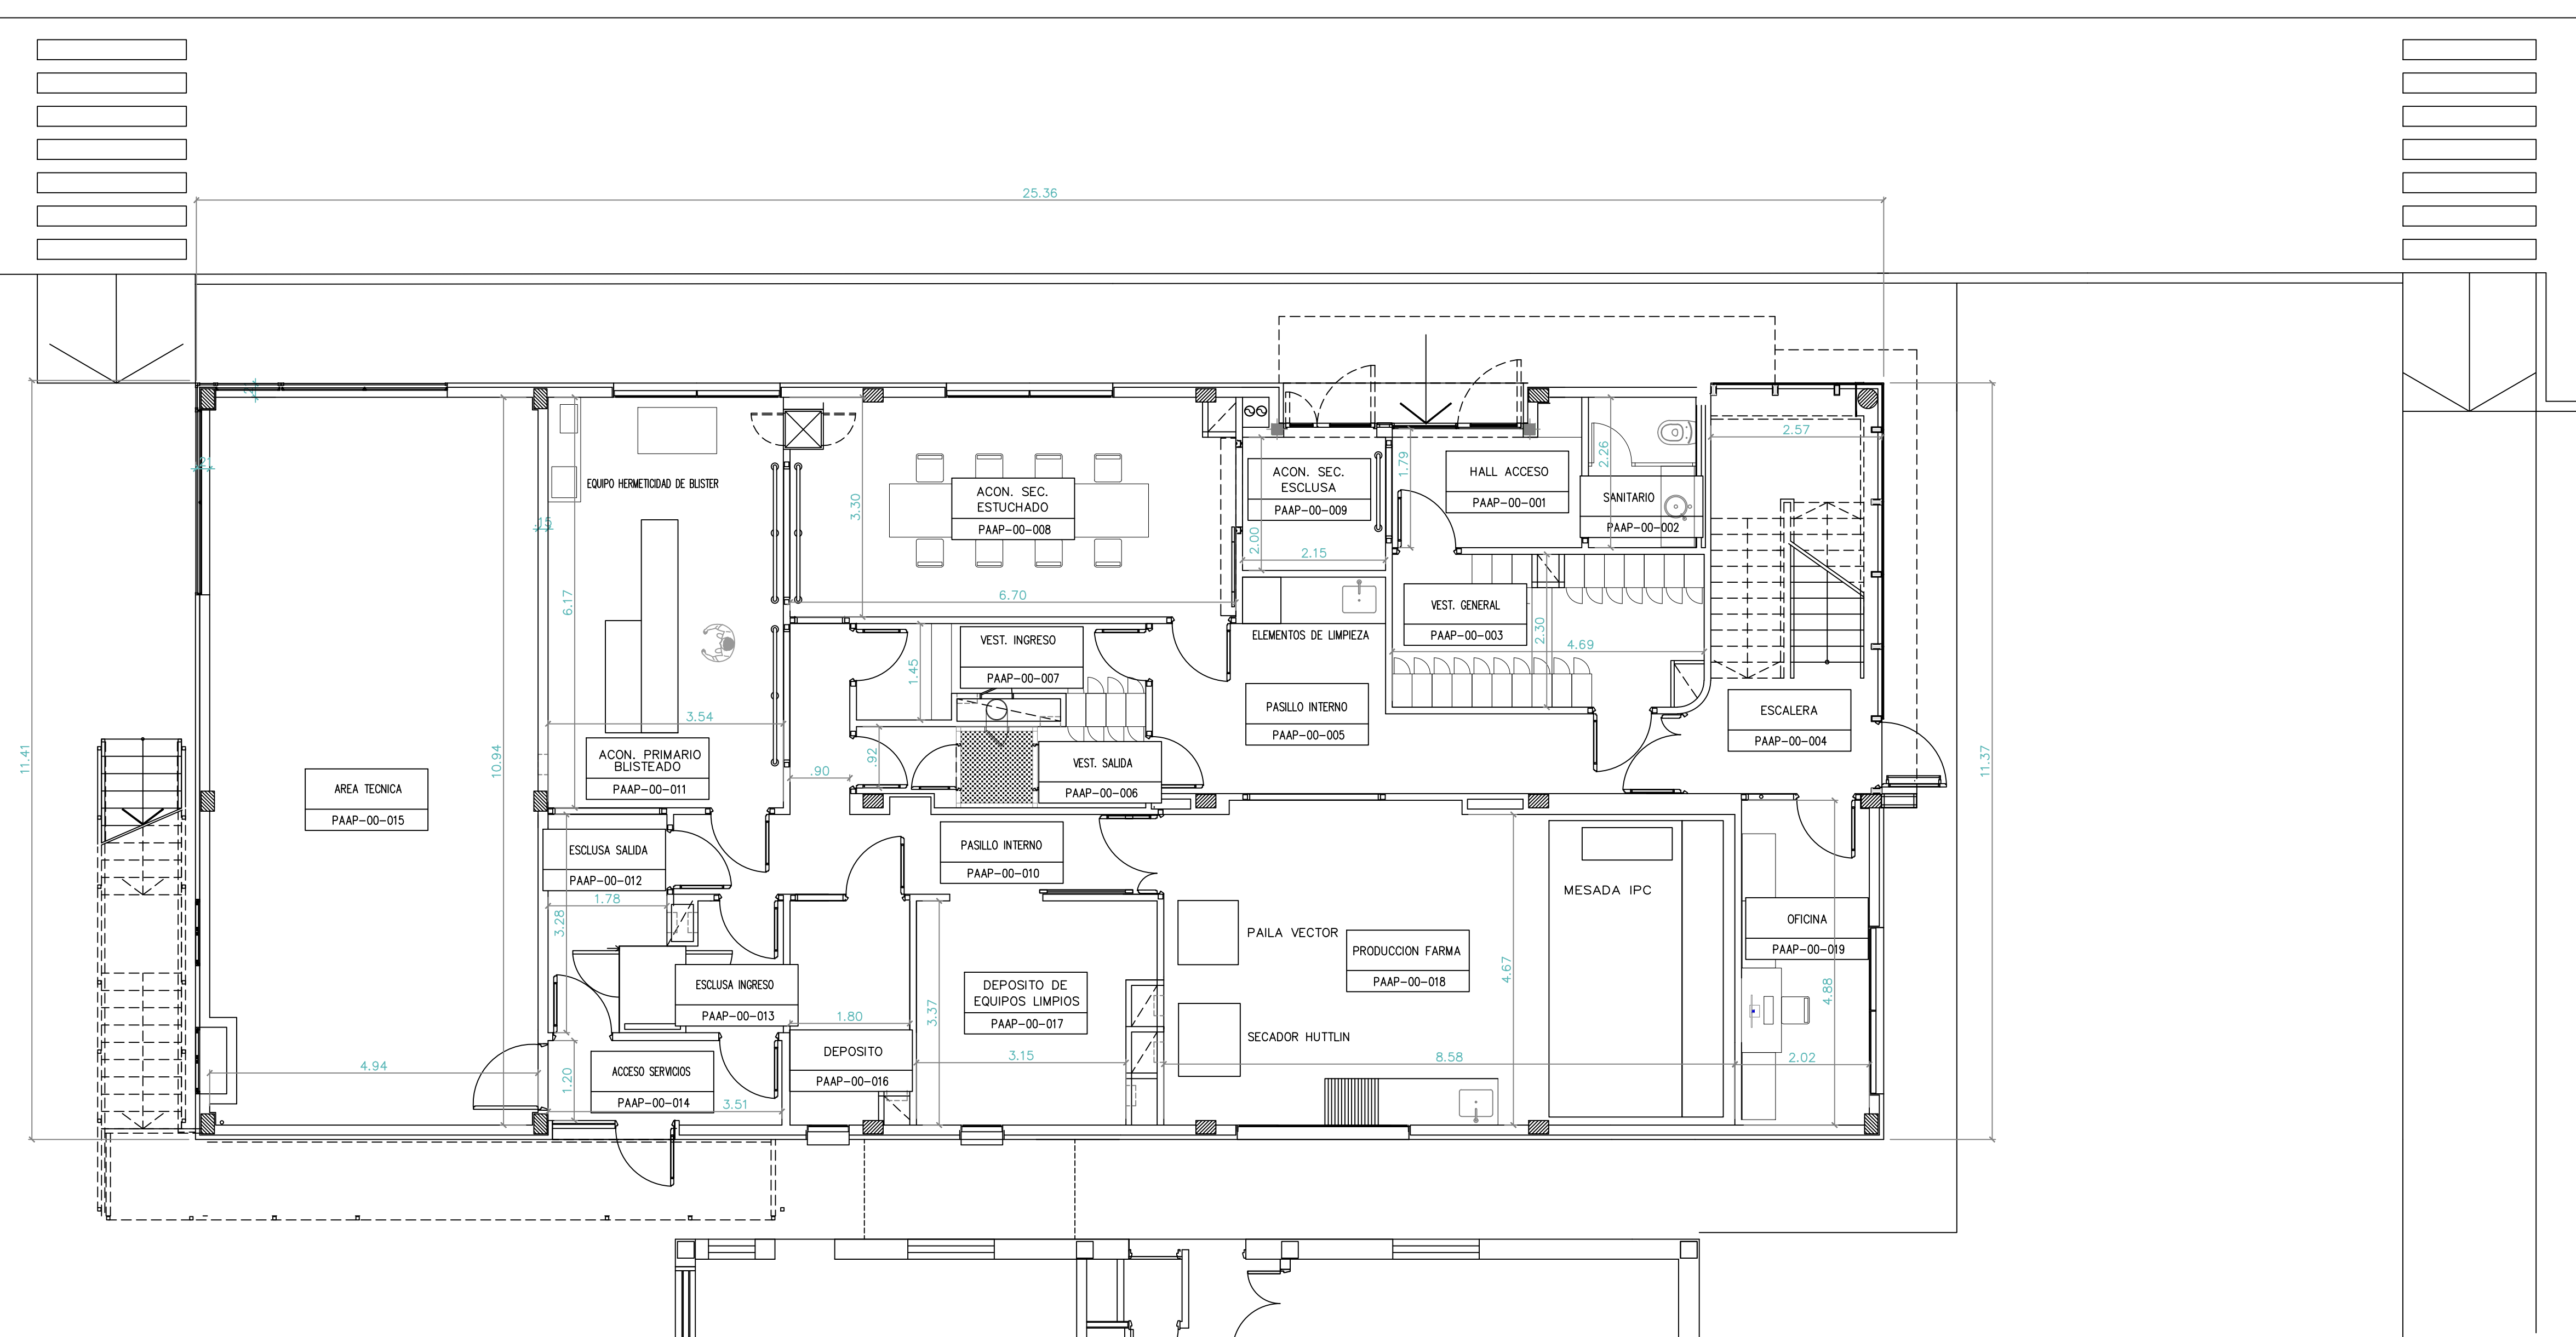 25.36
.12
.12
11.41
10.94
4.94
AREA TECNICA
PAAP-00-015
.15
6.17
EQUIPO HERMETICIDAD DE BLISTER
3.54
ACON. PRIMARIO
BLISTEADO
PAAP-00-011
3.30
ACON. SEC.
ESTUCHADO
PAAP-00-008
6.70
ACON. SEC.
ESCLUSA
PAAP-00-009
2.00
2.15
1.79
HALL ACCESO
PAAP-00-001
2.26
SANITARIO
PAAP-00-002
2.57
VEST. GENERAL
PAAP-00-003
2.30
4.69
ELEMENTOS DE LIMPIEZA
VEST. INGRESO
PAAP-00-007
1.45
PASILLO INTERNO
PAAP-00-005
ESCALERA
PAAP-00-004
11.37
.92
.90
VEST. SALIDA
PAAP-00-006
ESCLUSA SALIDA
PAAP-00-012
1.78
3.28
PASILLO INTERNO
PAAP-00-010
MESADA IPC
PAILA VECTOR
PRODUCCION FARMA
PAAP-00-018
4.67
OFICINA
PAAP-00-019
4.88
ESCLUSA INGRESO
PAAP-00-013
1.80
3.37
DEPOSITO DE
EQUIPOS LIMPIOS
PAAP-00-017
SECADOR HUTTLIN
DEPOSITO
PAAP-00-016
3.15
8.58
2.02
ACCESO SERVICIOS
PAAP-00-014
1.20
3.51